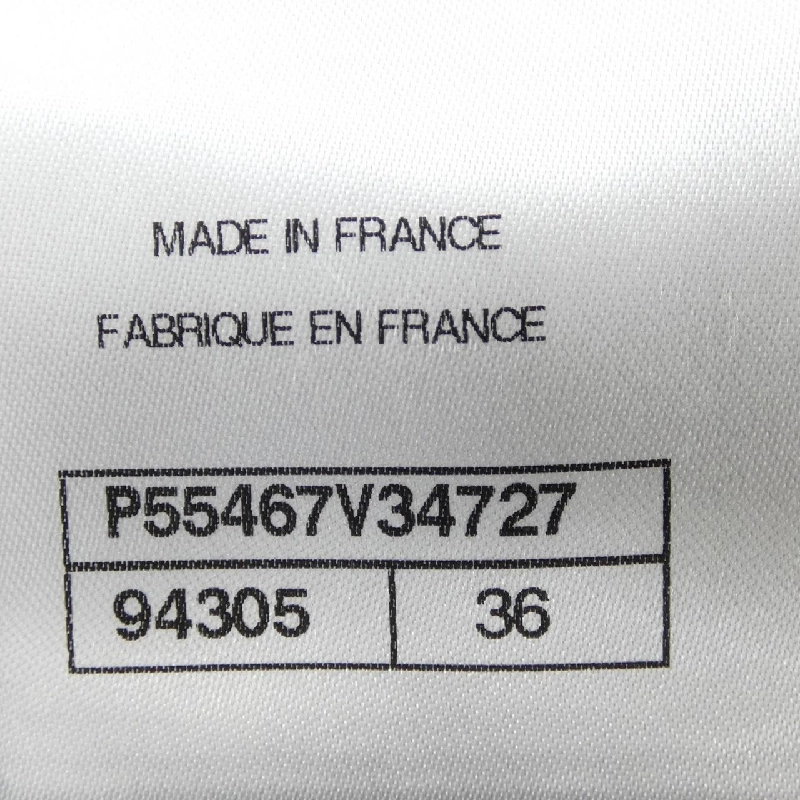 MADE IN FRANCE
FABRIQUE EN FRANCE
P55467V34727
94305 36